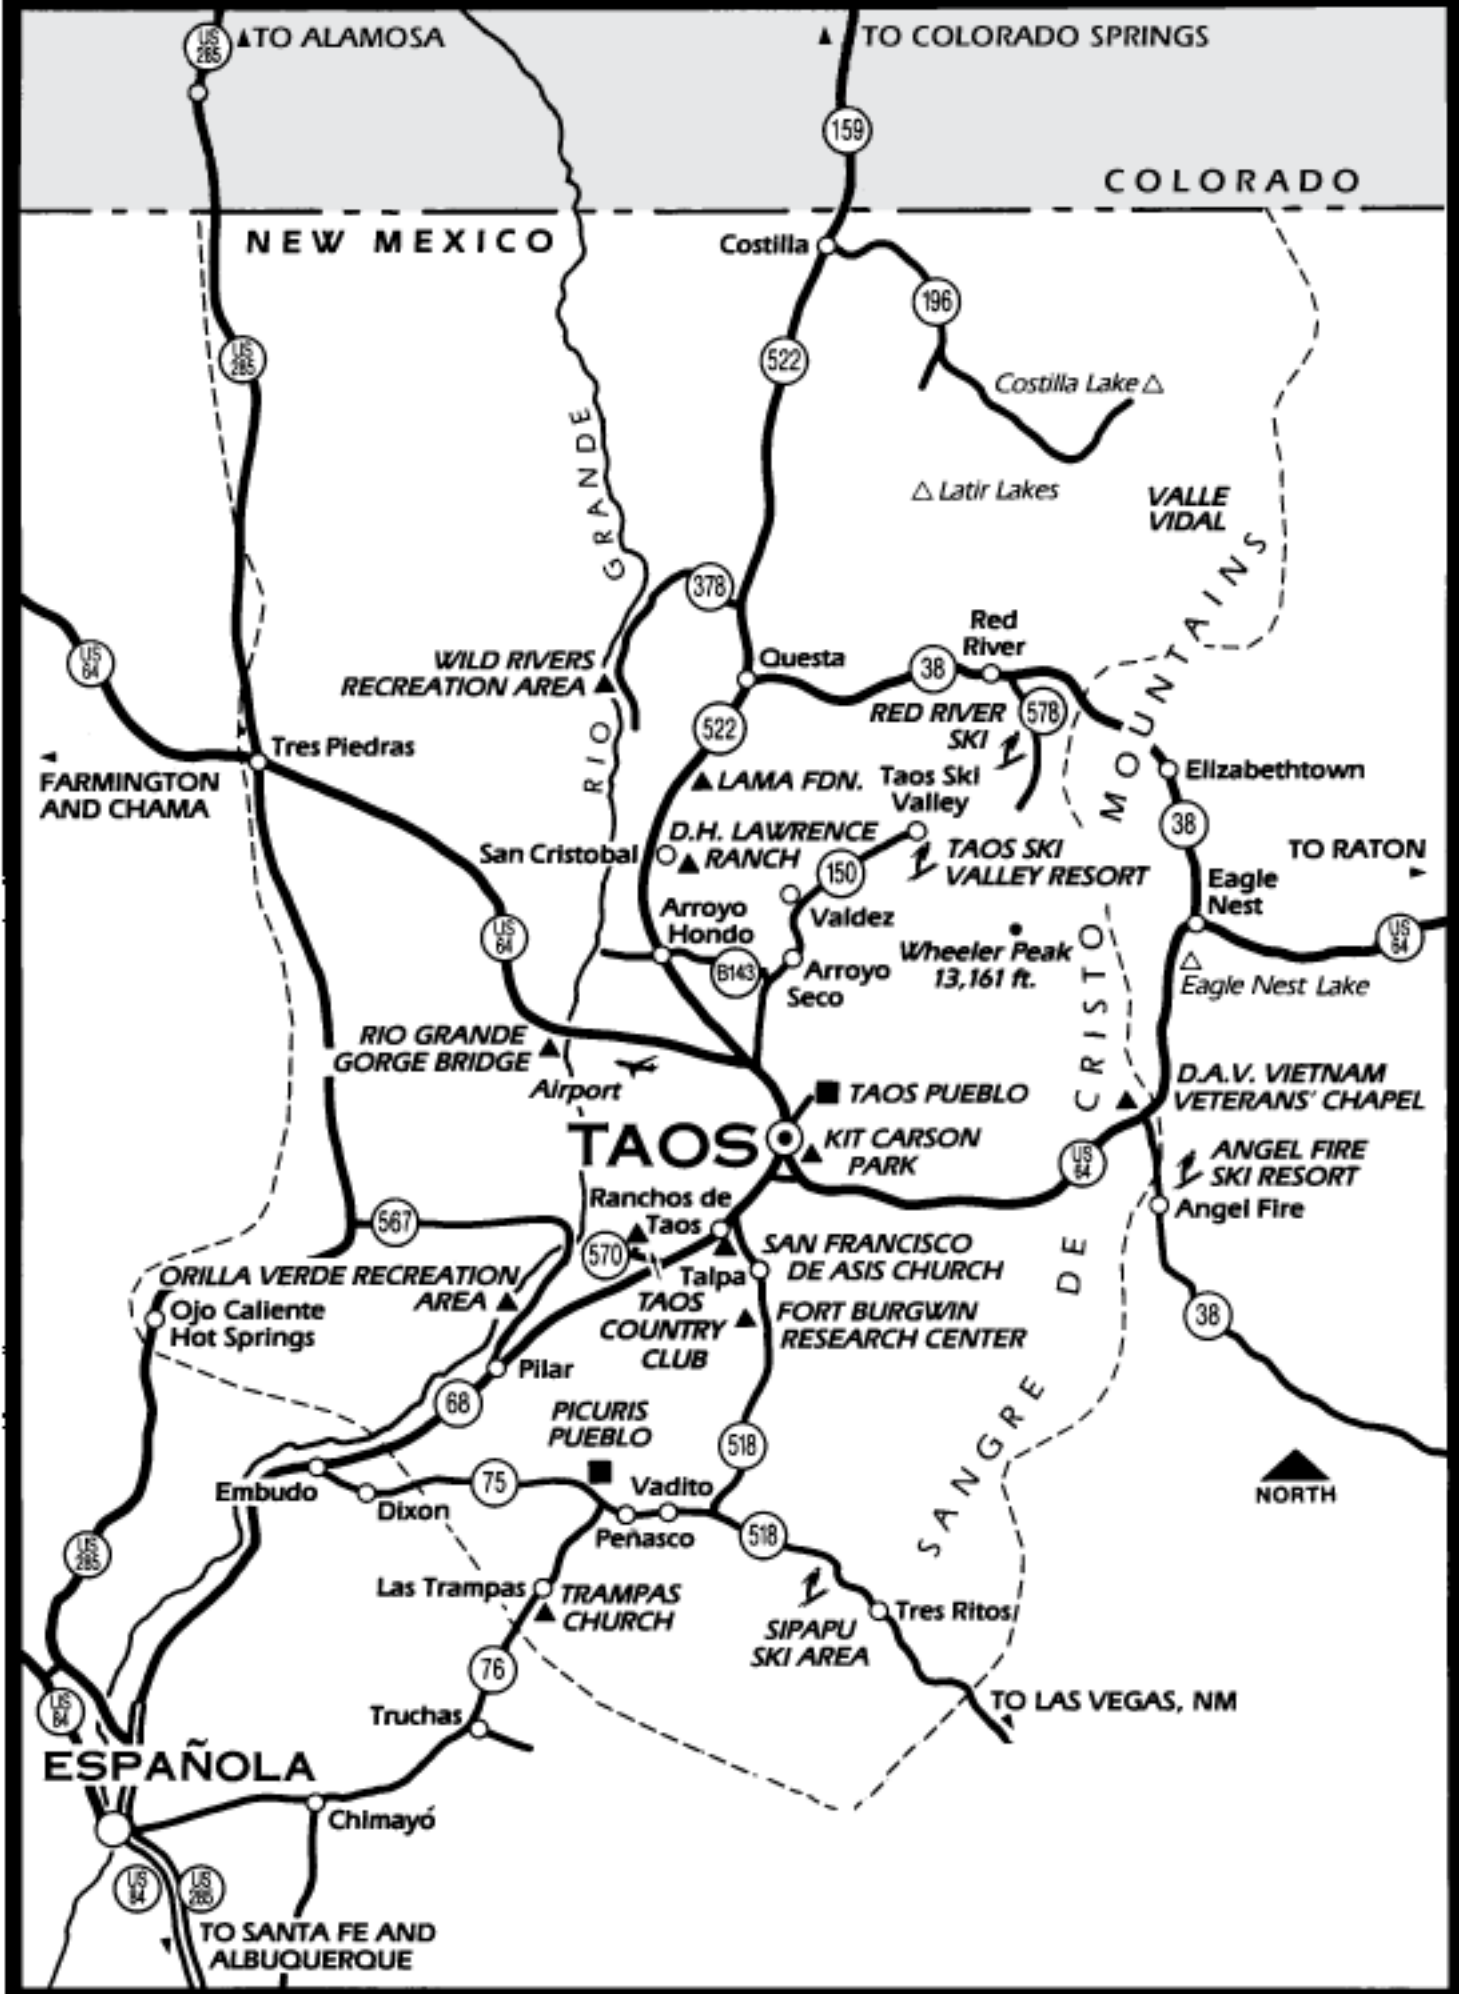 US
285
TO ALAMOSA
TO COLORADO SPRINGS
159
COLORADO
NEW MEXICO
Costilla
196
US
285
522
Costilla Lake
Latir Lakes
VALLE
VIDAL
RIO GRANDE
378
US
64
WILD RIVERS
RECREATION AREA
Questa
38
Red
River
RED RIVER
SKI
578
522
Tres Piedras
FARMINGTON
AND CHAMA
LAMA FDN.
Taos Ski
Valley
Elizabethtown
38
D.H. LAWRENCE
RANCH
San Cristobal
150
TAOS SKI
VALLEY RESORT
TO RATON
Eagle
Nest
Arroyo
Hondo
Valdez
US
64
US
64
B143
Arroyo
Seco
Wheeler Peak
13,161 ft.
Eagle Nest Lake
SANGRE DE CRISTO MOUNTAINS
RIO GRANDE
GORGE BRIDGE
Airport
TAOS PUEBLO
D.A.V. VIETNAM
VETERANS' CHAPEL
TAOS
KIT CARSON
PARK
US
64
ANGEL FIRE
SKI RESORT
Angel Fire
Ranchos de
Taos
567
570
SAN FRANCISCO
DE ASIS CHURCH
Talpa
ORILLA VERDE RECREATION
AREA
Ojo Caliente
Hot Springs
TAOS
COUNTRY
CLUB
FORT BURGWIN
RESEARCH CENTER
38
Pilar
68
PICURIS
PUEBLO
518
Embudo
Dixon
75
Vadito
Peñasco
NORTH
518
US
285
Las Trampas
TRAMPAS
CHURCH
SIPAPU
SKI AREA
Tres Ritos
76
US
84
Truchas
TO LAS VEGAS, NM
ESPAÑOLA
Chimayó
US
84
US
285
TO SANTA FE AND
ALBUQUERQUE